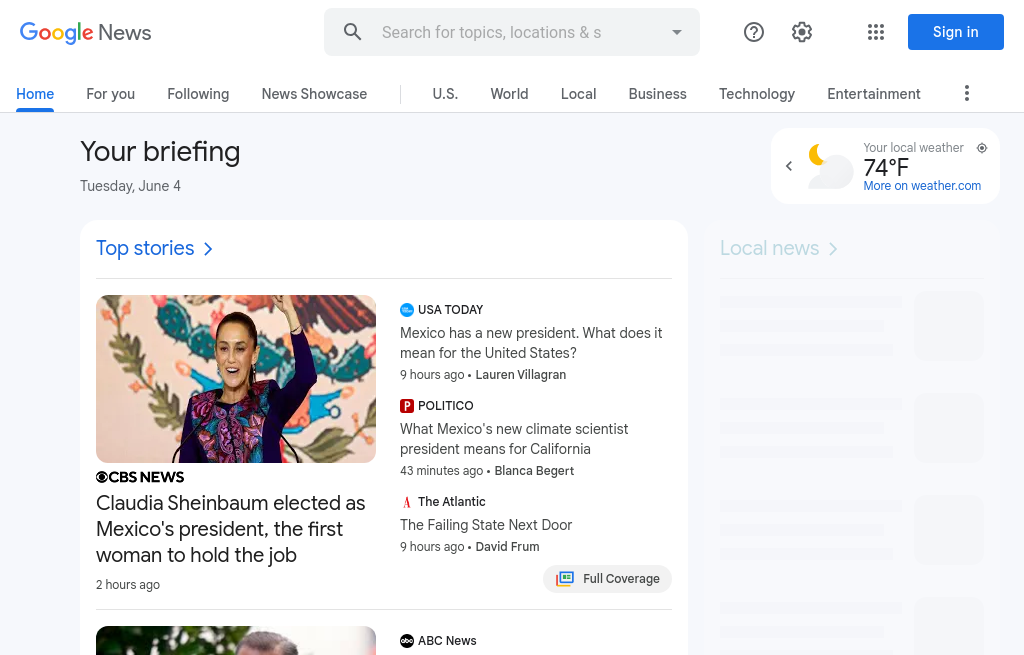 Google News
Search for topics, locations & s
Sign in
Home
For you
Following
News Showcase
U.S.
World
Local
Business
Technology
Entertainment
Your briefing
Tuesday, June 4
Your local weather
74°F
More on weather.com
Top stories
Local news
CBS NEWS
Claudia Sheinbaum elected as
Mexico's president, the first
woman to hold the job
2 hours ago
USA TODAY
Mexico has a new president. What does it
mean for the United States?
9 hours ago • Lauren Villagran
POLITICO
What Mexico's new climate scientist
president means for California
43 minutes ago • Blanca Begert
The Atlantic
The Failing State Next Door
9 hours ago • David Frum
Full Coverage
abc ABC News